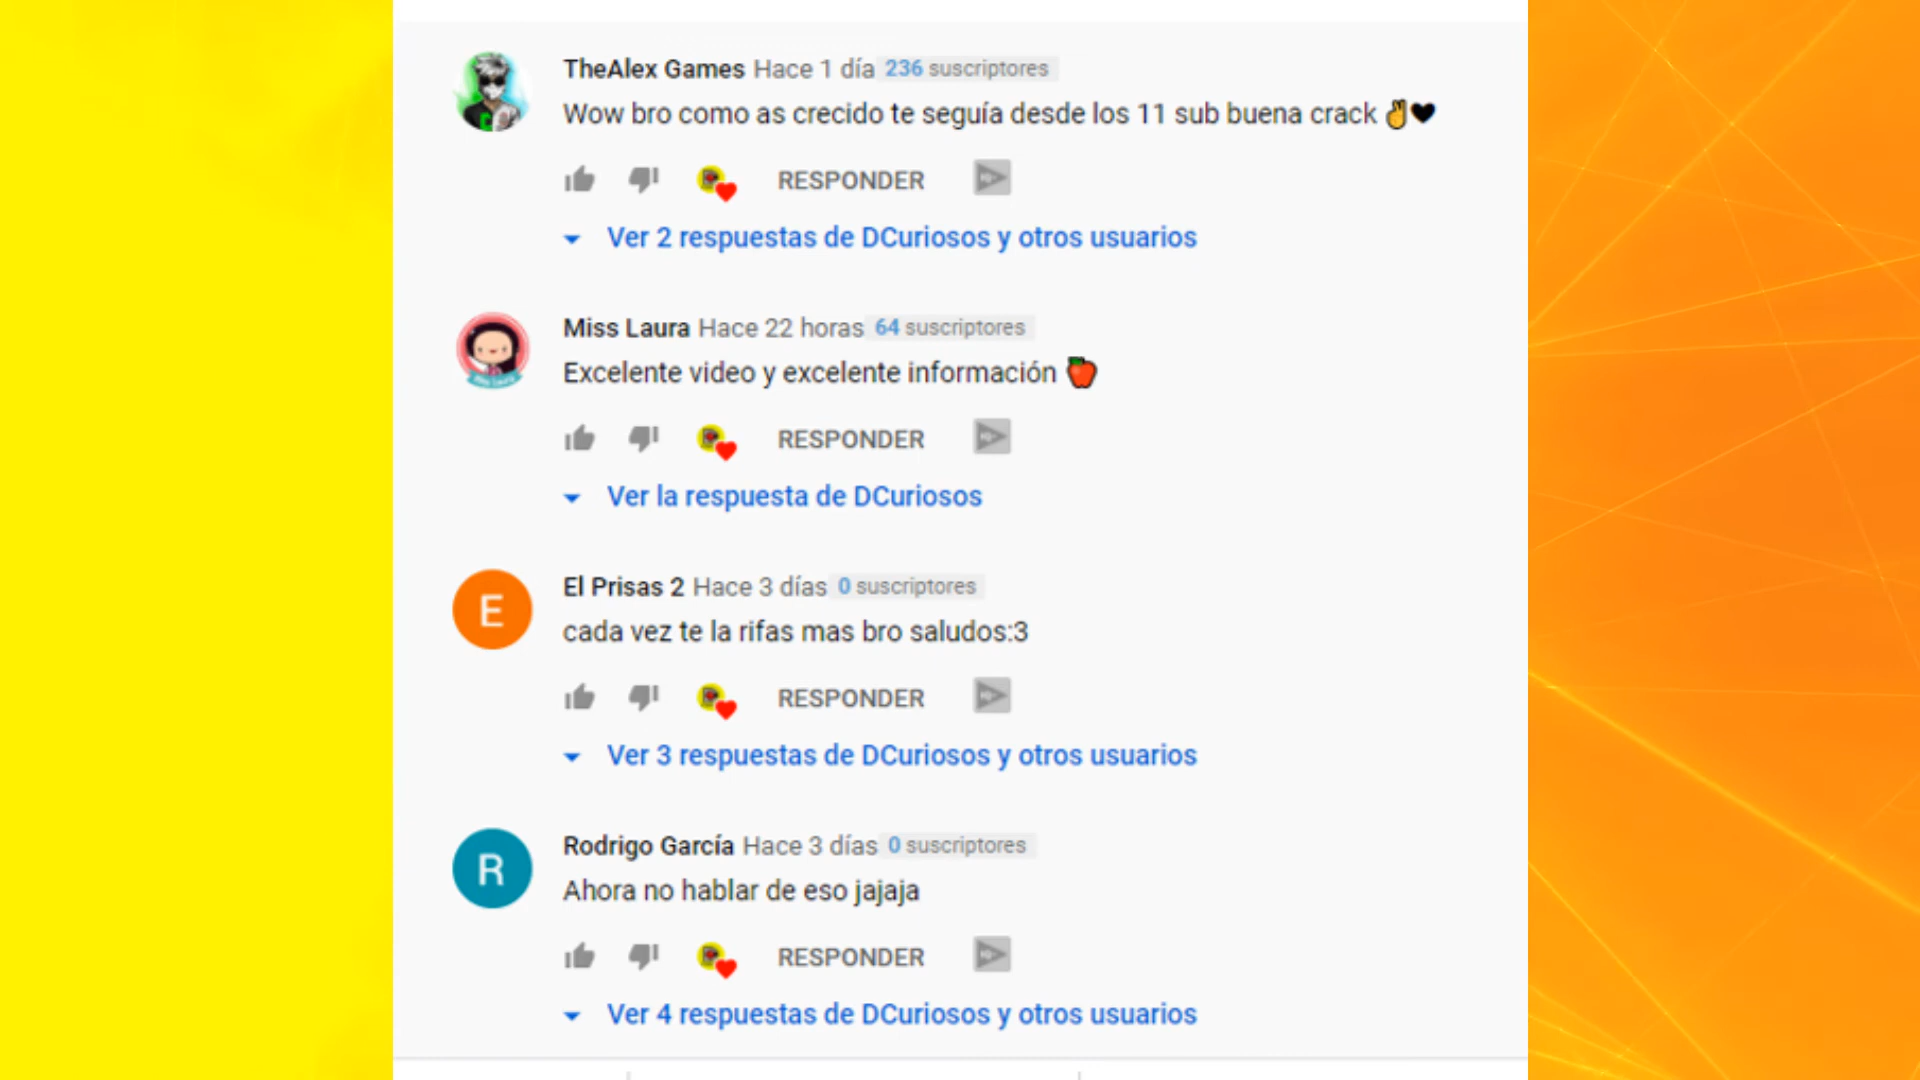 TheAlex Games Hace 1 día 236 suscriptores
Wow bro como as crecido te seguía desde los 11 sub buena crack ✌️🖤
RESPONDER
Ver 2 respuestas de DCuriosos y otros usuarios
Miss Laura Hace 22 horas 64 suscriptores
Excelente video y excelente información 🍎
RESPONDER
Ver la respuesta de DCuriosos
E
El Prisas 2 Hace 3 días 0 suscriptores
cada vez te la rifas mas bro saludos:3
RESPONDER
Ver 3 respuestas de DCuriosos y otros usuarios
R
Rodrigo García Hace 3 días 0 suscriptores
Ahora no hablar de eso jajaja
RESPONDER
Ver 4 respuestas de DCuriosos y otros usuarios